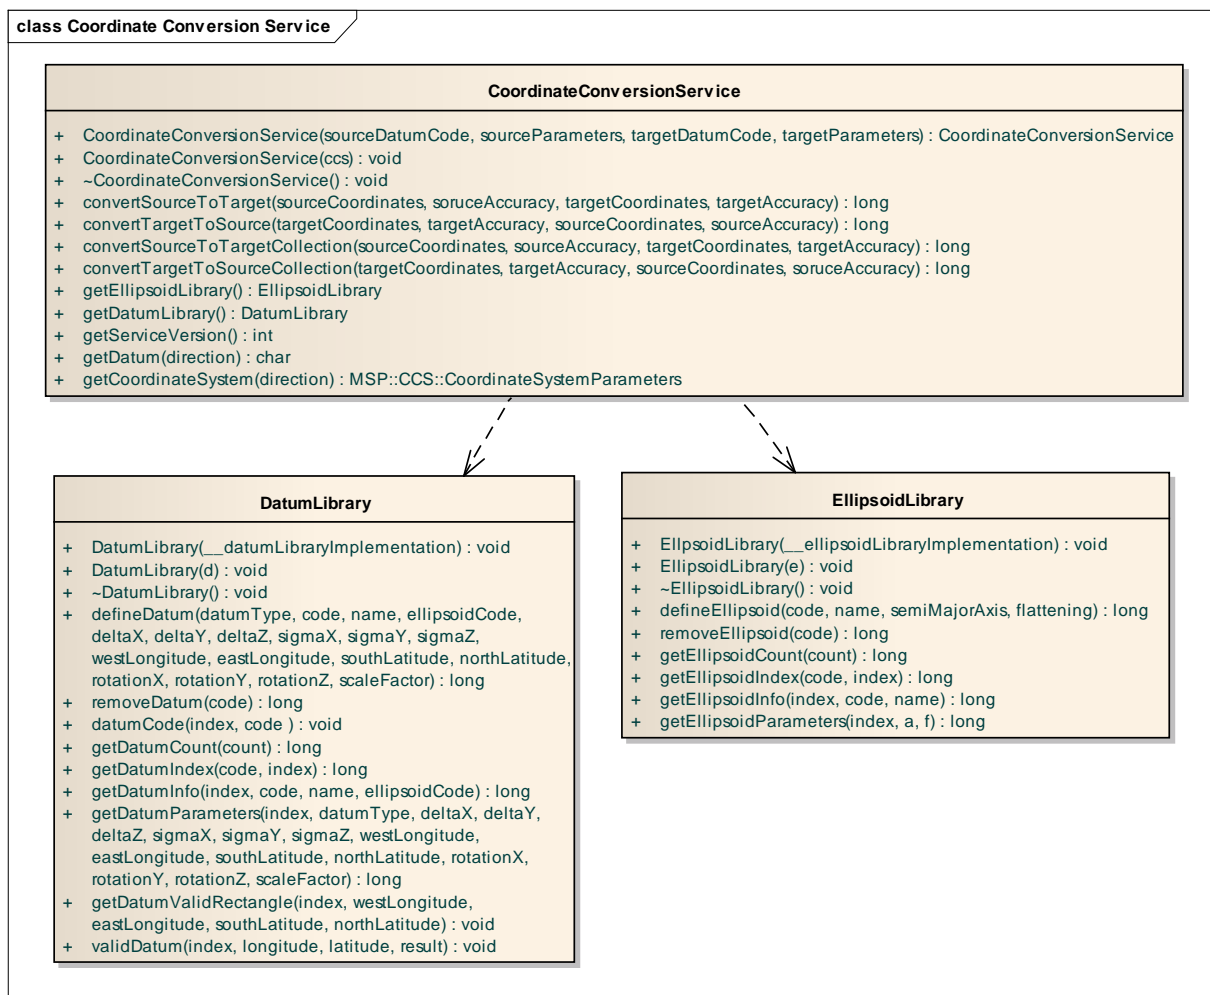 class Coordinate Conversion Service
CoordinateConversionService
+ CoordinateConversionService(sourceDatumCode, sourceParameters, targetDatumCode, targetParameters) : CoordinateConversionService
+ CoordinateConversionService(ccs) : void
+ ~CoordinateConversionService() : void
+ convertSourceToTarget(sourceCoordinates, soruceAccuracy, targetCoordinates, targetAccuracy) : long
+ convertTargetToSource(targetCoordinates, targetAccuracy, sourceCoordinates, sourceAccuracy) : long
+ convertSourceToTargetCollection(sourceCoordinates, sourceAccuracy, targetCoordinates, targetAccuracy) : long
+ convertTargetToSourceCollection(targetCoordinates, targetAccuracy, sourceCoordinates, soruceAccuracy) : long
+ getEllipsoidLibrary() : EllipsoidLibrary
+ getDatumLibrary() : DatumLibrary
+ getServiceVersion() : int
+ getDatum(direction) : char
+ getCoordinateSystem(direction) : MSP::CCS::CoordinateSystemParameters
DatumLibrary
+ DatumLibrary(__datumLibraryImplementation) : void
+ DatumLibrary(d) : void
+ ~DatumLibrary() : void
+ defineDatum(datumType, code, name, ellipsoidCode,
deltaX, deltaY, deltaZ, sigmaX, sigmaY, sigmaZ,
westLongitude, eastLongitude, southLatitude, northLatitude,
rotationX, rotationY, rotationZ, scaleFactor) : long
+ removeDatum(code) : long
+ datumCode(index, code ) : void
+ getDatumCount(count) : long
+ getDatumIndex(code, index) : long
+ getDatumInfo(index, code, name, ellipsoidCode) : long
+ getDatumParameters(index, datumType, deltaX, deltaY,
deltaZ, sigmaX, sigmaY, sigmaZ, westLongitude,
eastLongitude, southLatitude, northLatitude, rotationX,
rotationY, rotationZ, scaleFactor) : long
+ getDatumValidRectangle(index, westLongitude,
eastLongitude, southLatitude, northLatitude) : void
+ validDatum(index, longitude, latitude, result) : void
EllipsoidLibrary
+ EllpsoidLibrary(__ellipsoidLibraryImplementation) : void
+ EllipsoidLibrary(e) : void
+ ~EllipsoidLibrary() : void
+ defineEllipsoid(code, name, semiMajorAxis, flattening) : long
+ removeEllipsoid(code) : long
+ getEllipsoidCount(count) : long
+ getEllipsoidIndex(code, index) : long
+ getEllipsoidInfo(index, code, name) : long
+ getEllipsoidParameters(index, a, f) : long